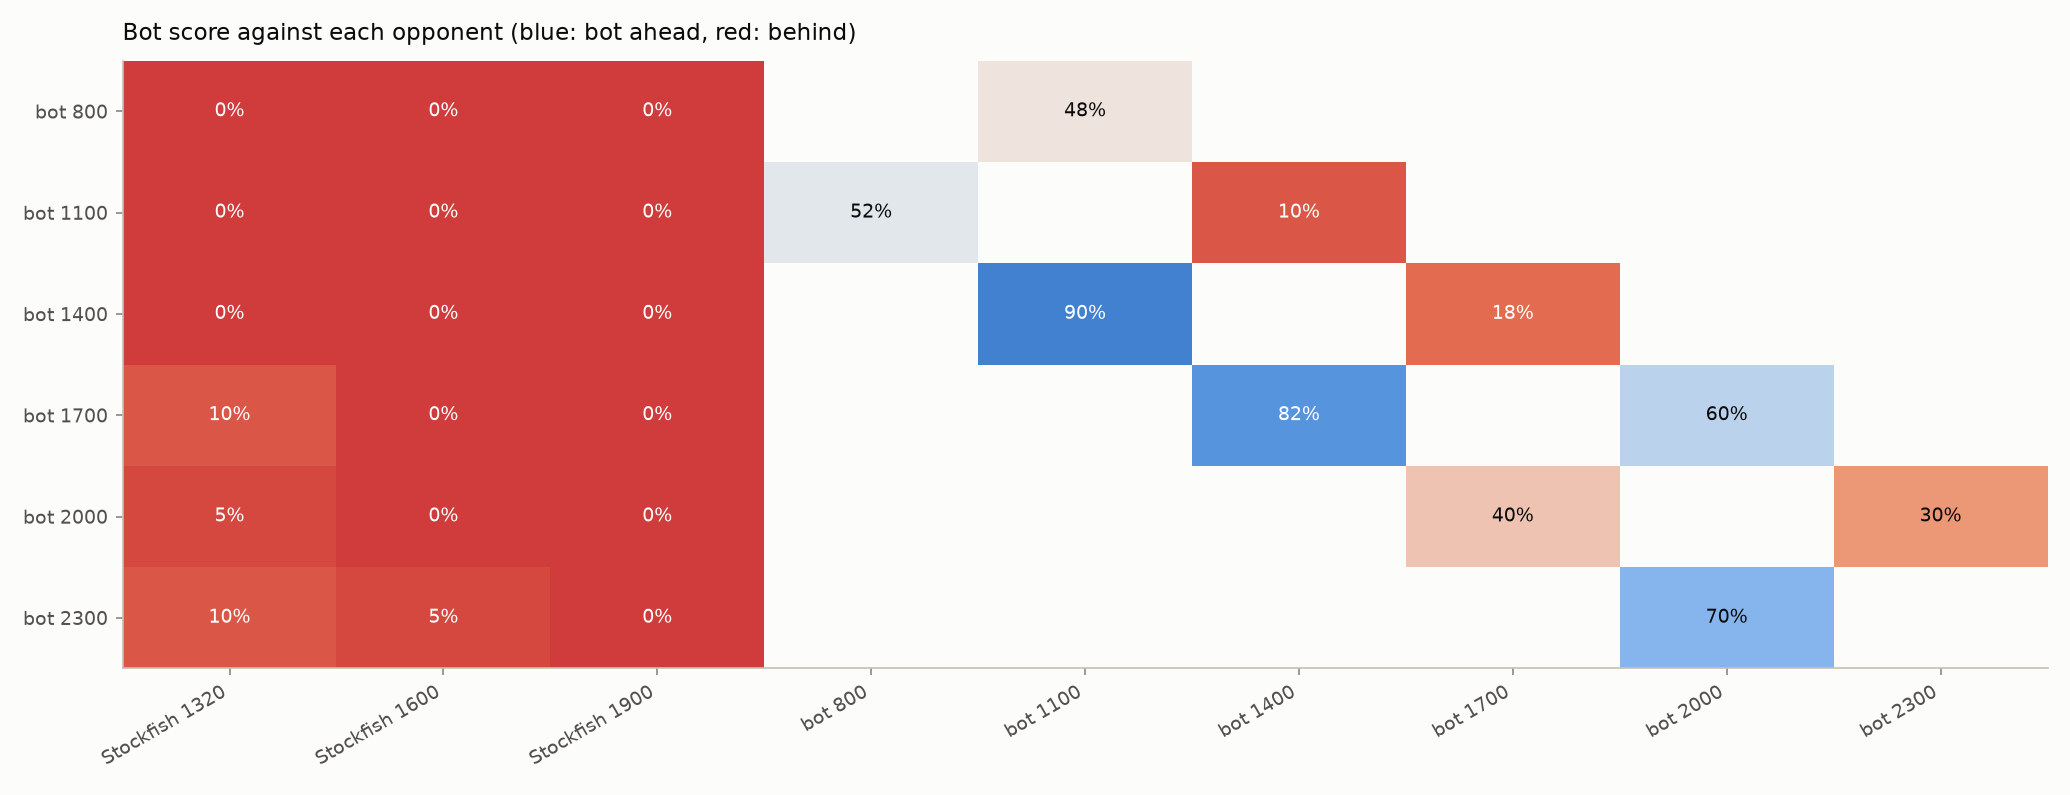 Bot score against each opponent (blue: bot ahead, red: behind)
bot 800 0% 0% 0% 48%
bot 1100 0% 0% 0% 52% 10%
bot 1400 0% 0% 0% 90% 18%
bot 1700 10% 0% 0% 82% 60%
bot 2000 5% 0% 0% 40% 30%
bot 2300 10% 5% 0% 70%
Stockfish 1320 Stockfish 1600 Stockfish 1900 bot 800 bot 1100 bot 1400 bot 1700 bot 2000 bot 2300